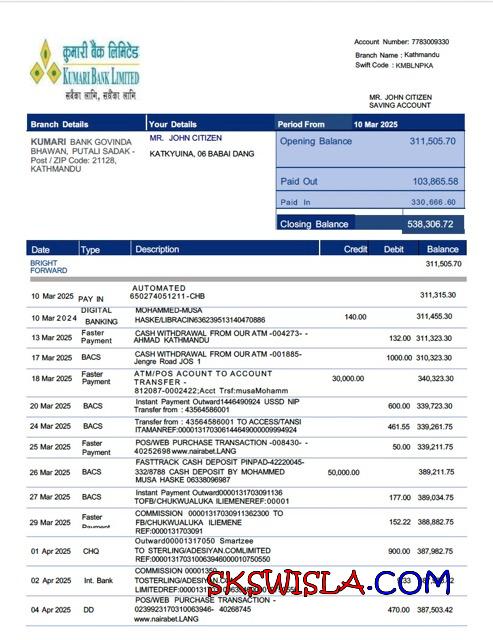 Account Number: 7783009330
Branch Name : Kathmandu
Swift Code : KMBLNPKA
कुमारी बैंक लिमिटेड
KUMARI BANK LIMITED
सबैका लागि, सधैंका लागि
MR. JOHN CITIZEN
SAVING ACCOUNT
Branch Details Your Details Period From 10 Mar 2025
KUMARI BANK GOVINDA
BHAWAN, PUTALI SADAK -
Post / ZIP Code: 21128,
KATHMANDU
MR. JOHN CITIZEN
KATKYUINA, 06 BABAI DANG
Opening Balance 311,505.70
Paid Out 103,865.58
Paid In 330,666.60
Closing Balance 538,306.72
Date Type Description Credit Debit Balance
BRIGHT
FORWARD 311,505.70
AUTOMATED
10 Mar 2025 PAY IN 650274051211-CHB 311,315.30
10 Mar 2024 DIGITAL BANKING MOHAMMED-MUSA
HASKE/LIBRACIN636239513140470886 140.00 311,455.30
13 Mar 2025 Faster Payment CASH WITHDRAWAL FROM OUR ATM -004273- -
AHMAD KATHMANDU 132.00 311,323.30
17 Mar 2025 BACS CASH WITHDRAWAL FROM OUR ATM -001885-
Jengre Road JOS 1 1000.00 310,323.30
18 Mar 2025 Faster Payment ATM/POS ACOUNT TO ACCOUNT
TRANSFER -
812087-0002422;Acct Trsf:musaMohamm 30,000.00 340,323.30
20 Mar 2025 BACS Instant Payment Outward1446490924 USSD NIP
Transfer from : 43564586001 600.00 339,723.30
24 Mar 2025 BACS Transfer from : 43564586001 TO ACCESS/TANSI
ITAMANREF:00001317030614649000009994924 461.55 339,261.75
25 Mar 2025 Faster Payment POS/WEB PURCHASE TRANSACTION -008430- -
40252698www.nairabet.LANG 50.00 339,211.75
26 Mar 2025 BACS FASTTRACK CASH DEPOSIT PINPAD-42220045-
332/8788 CASH DEPOSIT BY MOHAMMED
MUSA HASKE 06338096987 50,000.00 389,211.75
27 Mar 2025 BACS Instant Payment Outward0000131703091136
TOFB/CHUKWUALUKA ILIEMENEREF:00001 177.00 389,034.75
29 Mar 2025 Faster Payment COMMISSION 00001317030911362300 TO
FB/CHUKWUALUKA ILIEMENE
REF:0000131703091 152.22 388,882.75
01 Apr 2025 CHQ Outward0001317050 Smartzee
TO STERLING/ADESIYAN.COMLIMITED
REF:00001317031006394600001075 0550 900.00 387,982.75
02 Apr 2025 Int. Bank COMMISSION 00001350
TOSTERLING/ADESIYAN.CO
04 Apr 2025 DD POS/WEB PURCHASE TRANSACTION -
0239923170310063946- 40268745
www.nairabet.LANG 470.00 387,503.42
SKSWISLA.COM